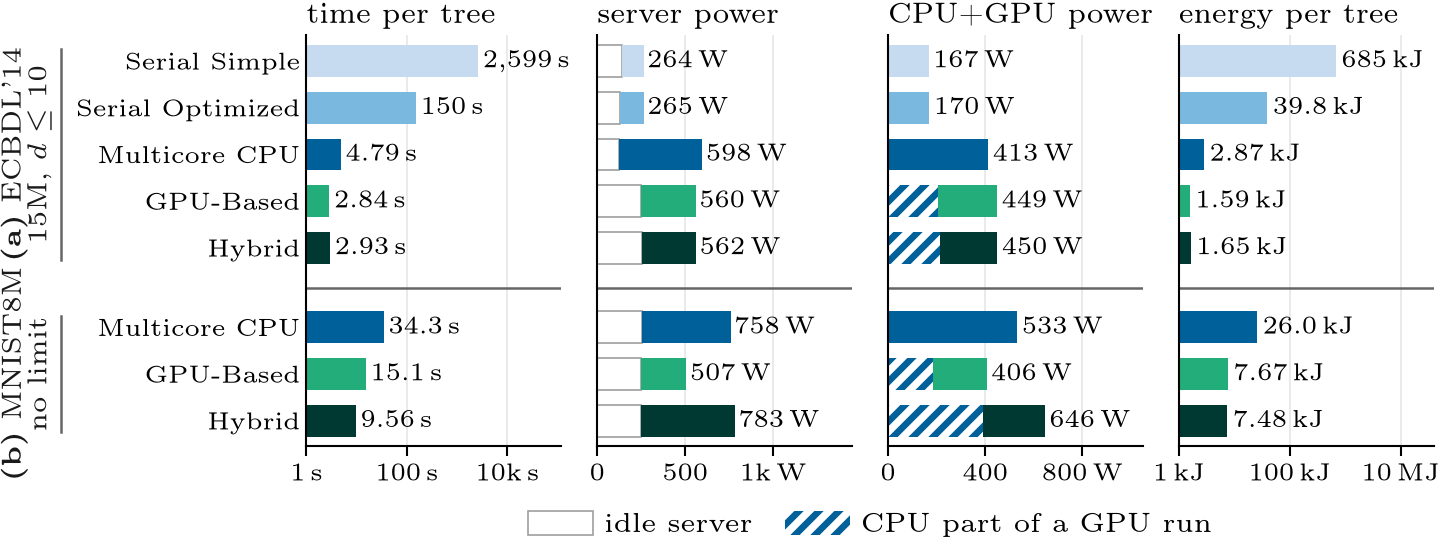 time per tree
server power
CPU+GPU power
energy per tree
(a) ECBDL'14
15M, d ≤ 10
Serial Simple
2,599 s
264 W
167 W
685 kJ
Serial Optimized
150 s
265 W
170 W
39.8 kJ
Multicore CPU
4.79 s
598 W
413 W
2.87 kJ
GPU-Based
2.84 s
560 W
449 W
1.59 kJ
Hybrid
2.93 s
562 W
450 W
1.65 kJ
(b) MNIST8M
no limit
Multicore CPU
34.3 s
758 W
533 W
26.0 kJ
GPU-Based
15.1 s
507 W
406 W
7.67 kJ
Hybrid
9.56 s
783 W
646 W
7.48 kJ
1 s
100 s
10k s
0
500
1k W
0
400
800 W
1 kJ
100 kJ
10 MJ
idle server
CPU part of a GPU run